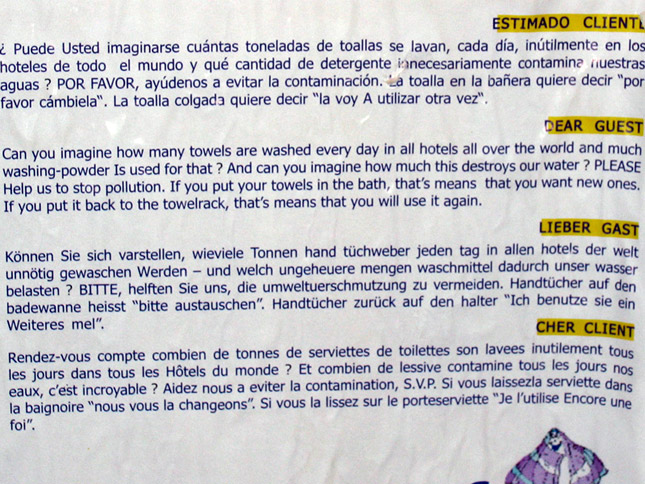 ESTIMADO CLIENTE
¿ Puede Usted imaginarse cuántas toneladas de toallas se lavan, cada día, inútilmente en los
hoteles de todo el mundo y qué cantidad de detergente innecesariamente contamina nuestras
aguas ? POR FAVOR, ayúdenos a evitar la contaminación. La toalla en la bañera quiere decir "por
favor cámbiela". La toalla colgada quiere decir "la voy A utilizar otra vez".
DEAR GUEST
Can you imagine how many towels are washed every day in all hotels all over the world and much
washing-powder Is used for that ? And can you imagine how much this destroys our water ? PLEASE
Help us to stop pollution. If you put your towels in the bath, that's means that you want new ones.
If you put it back to the towelrack, that's means that you will use it again.
LIEBER GAST
Können Sie sich varstellen, wieviele Tonnen hand tüchweber jeden tag in allen hotels der welt
unnötig gewaschen Werden – und welch ungeheuere mengen waschmittel dadurch unser wasser
belasten ? BITTE, helften Sie uns, die umweltuerschmutzung zu vermeiden. Handtücher auf den
badewanne heisst "bitte austauschen". Handtücher zurück auf den halter "Ich benutze sie ein
Weiteres mel".
CHER CLIENT
Rendez-vous compte combien de tonnes de serviettes de toilettes son lavees inutilement tous
les jours dans tous les Hôtels du monde ? Et combien de lessive contamine tous les jours nos
eaux, c'est incroyable ? Aidez nous a eviter la contamination, S.V.P. Si vous laissezla serviette dans
la baignoire "nous vous la changeons". Si vous la lissez sur le porteserviette "Je l'utilise Encore une
foi".